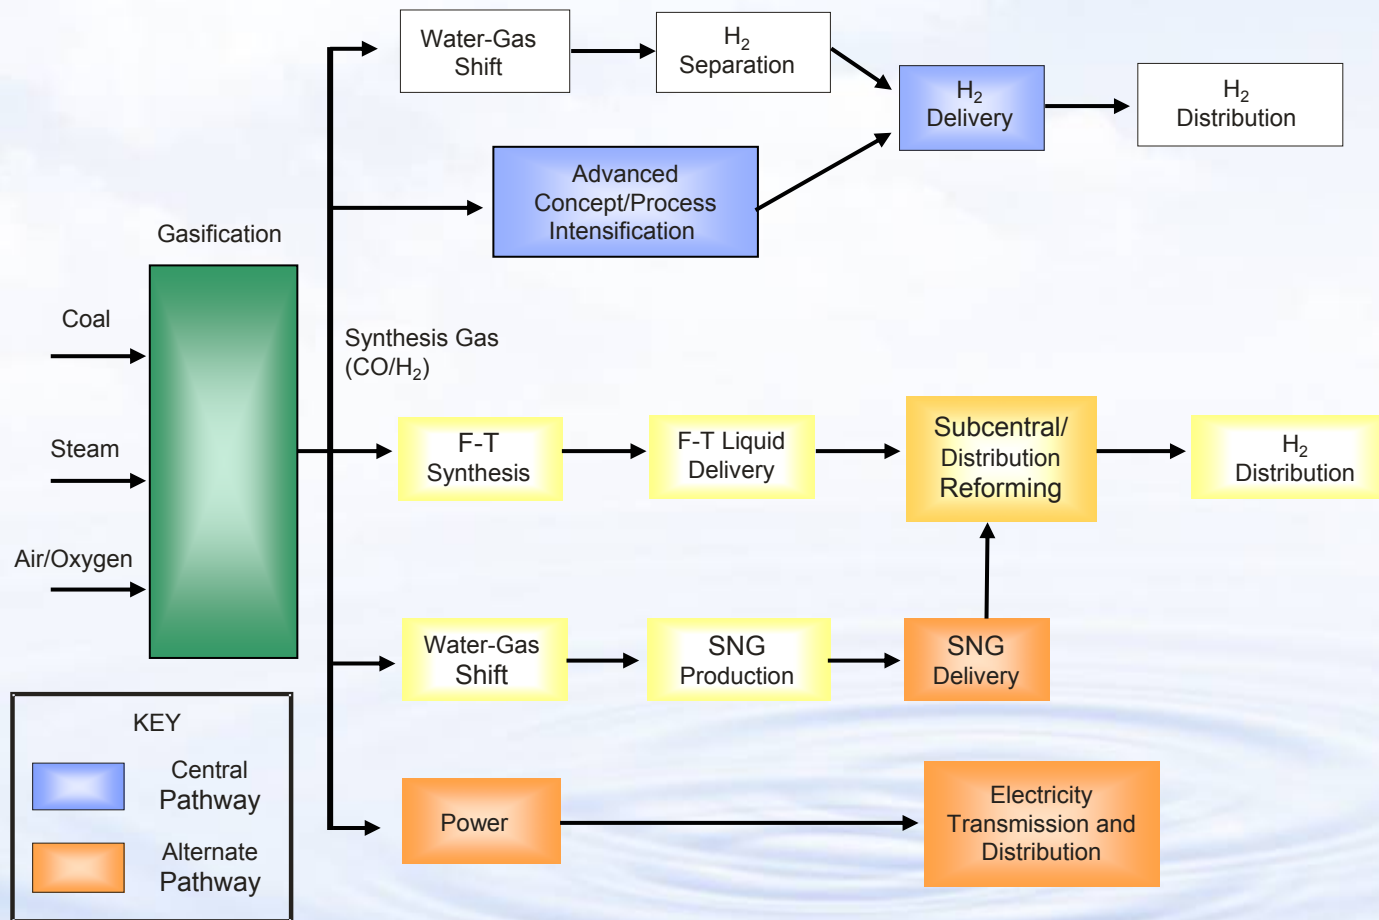 Water-Gas
Shift
H₂
Separation
H₂
Delivery
H₂
Distribution
Advanced
Concept/Process
Intensification
Gasification
Coal
Steam
Air/Oxygen
Synthesis Gas
(CO/H₂)
F-T
Synthesis
F-T Liquid
Delivery
Subcentral/
Distribution
Reforming
H₂
Distribution
Water-Gas
Shift
SNG
Production
SNG
Delivery
Power
Electricity
Transmission and
Distribution
KEY
Central
Pathway
Alternate
Pathway